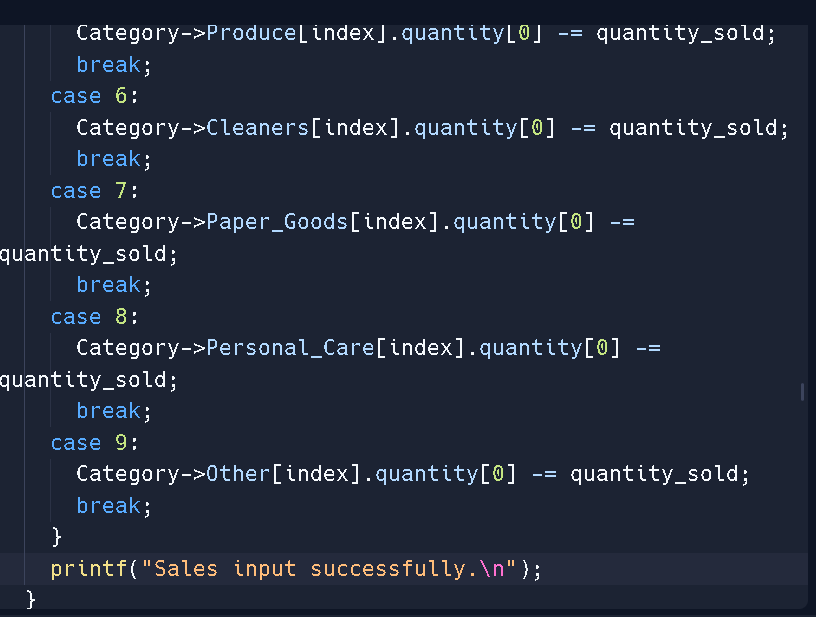 Category->Produce[index].quantity[0] -= quantity_sold;
break;
case 6:
Category->Cleaners[index].quantity[0] -= quantity_sold;
break;
case 7:
Category->Paper_Goods[index].quantity[0] -=
quantity_sold;
break;
case 8:
Category->Personal_Care[index].quantity[0] -=
quantity_sold;
break;
case 9:
Category->Other[index].quantity[0] -= quantity_sold;
break;
}
printf("Sales input successfully.\n");
}